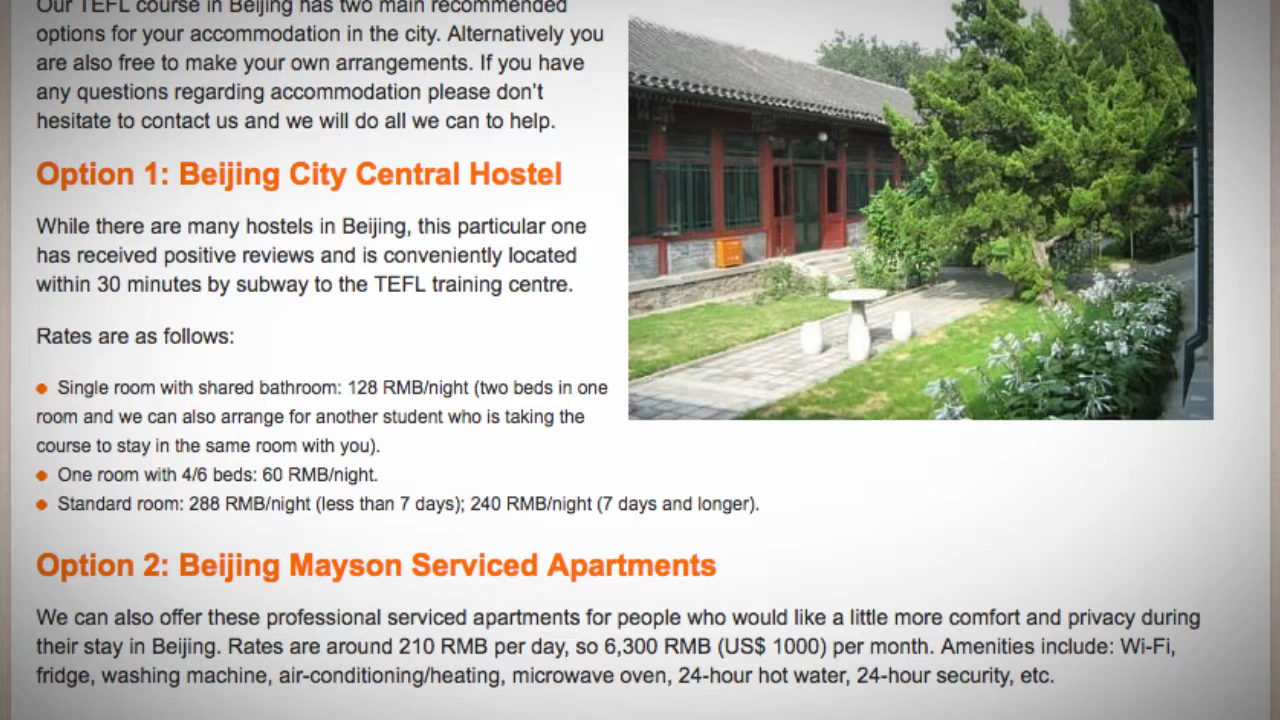 Our TEFL course in Beijing has two main recommended
options for your accommodation in the city. Alternatively you
are also free to make your own arrangements. If you have
any questions regarding accommodation please don't
hesitate to contact us and we will do all we can to help.
Option 1: Beijing City Central Hostel
While there are many hostels in Beijing, this particular one
has received positive reviews and is conveniently located
within 30 minutes by subway to the TEFL training centre.
Rates are as follows:
Single room with shared bathroom: 128 RMB/night (two beds in one
room and we can also arrange for another student who is taking the
course to stay in the same room with you).
One room with 4/6 beds: 60 RMB/night.
Standard room: 288 RMB/night (less than 7 days); 240 RMB/night (7 days and longer).
Option 2: Beijing Mayson Serviced Apartments
We can also offer these professional serviced apartments for people who would like a little more comfort and privacy during
their stay in Beijing. Rates are around 210 RMB per day, so 6,300 RMB (US$ 1000) per month. Amenities include: Wi-Fi,
fridge, washing machine, air-conditioning/heating, microwave oven, 24-hour hot water, 24-hour security, etc.